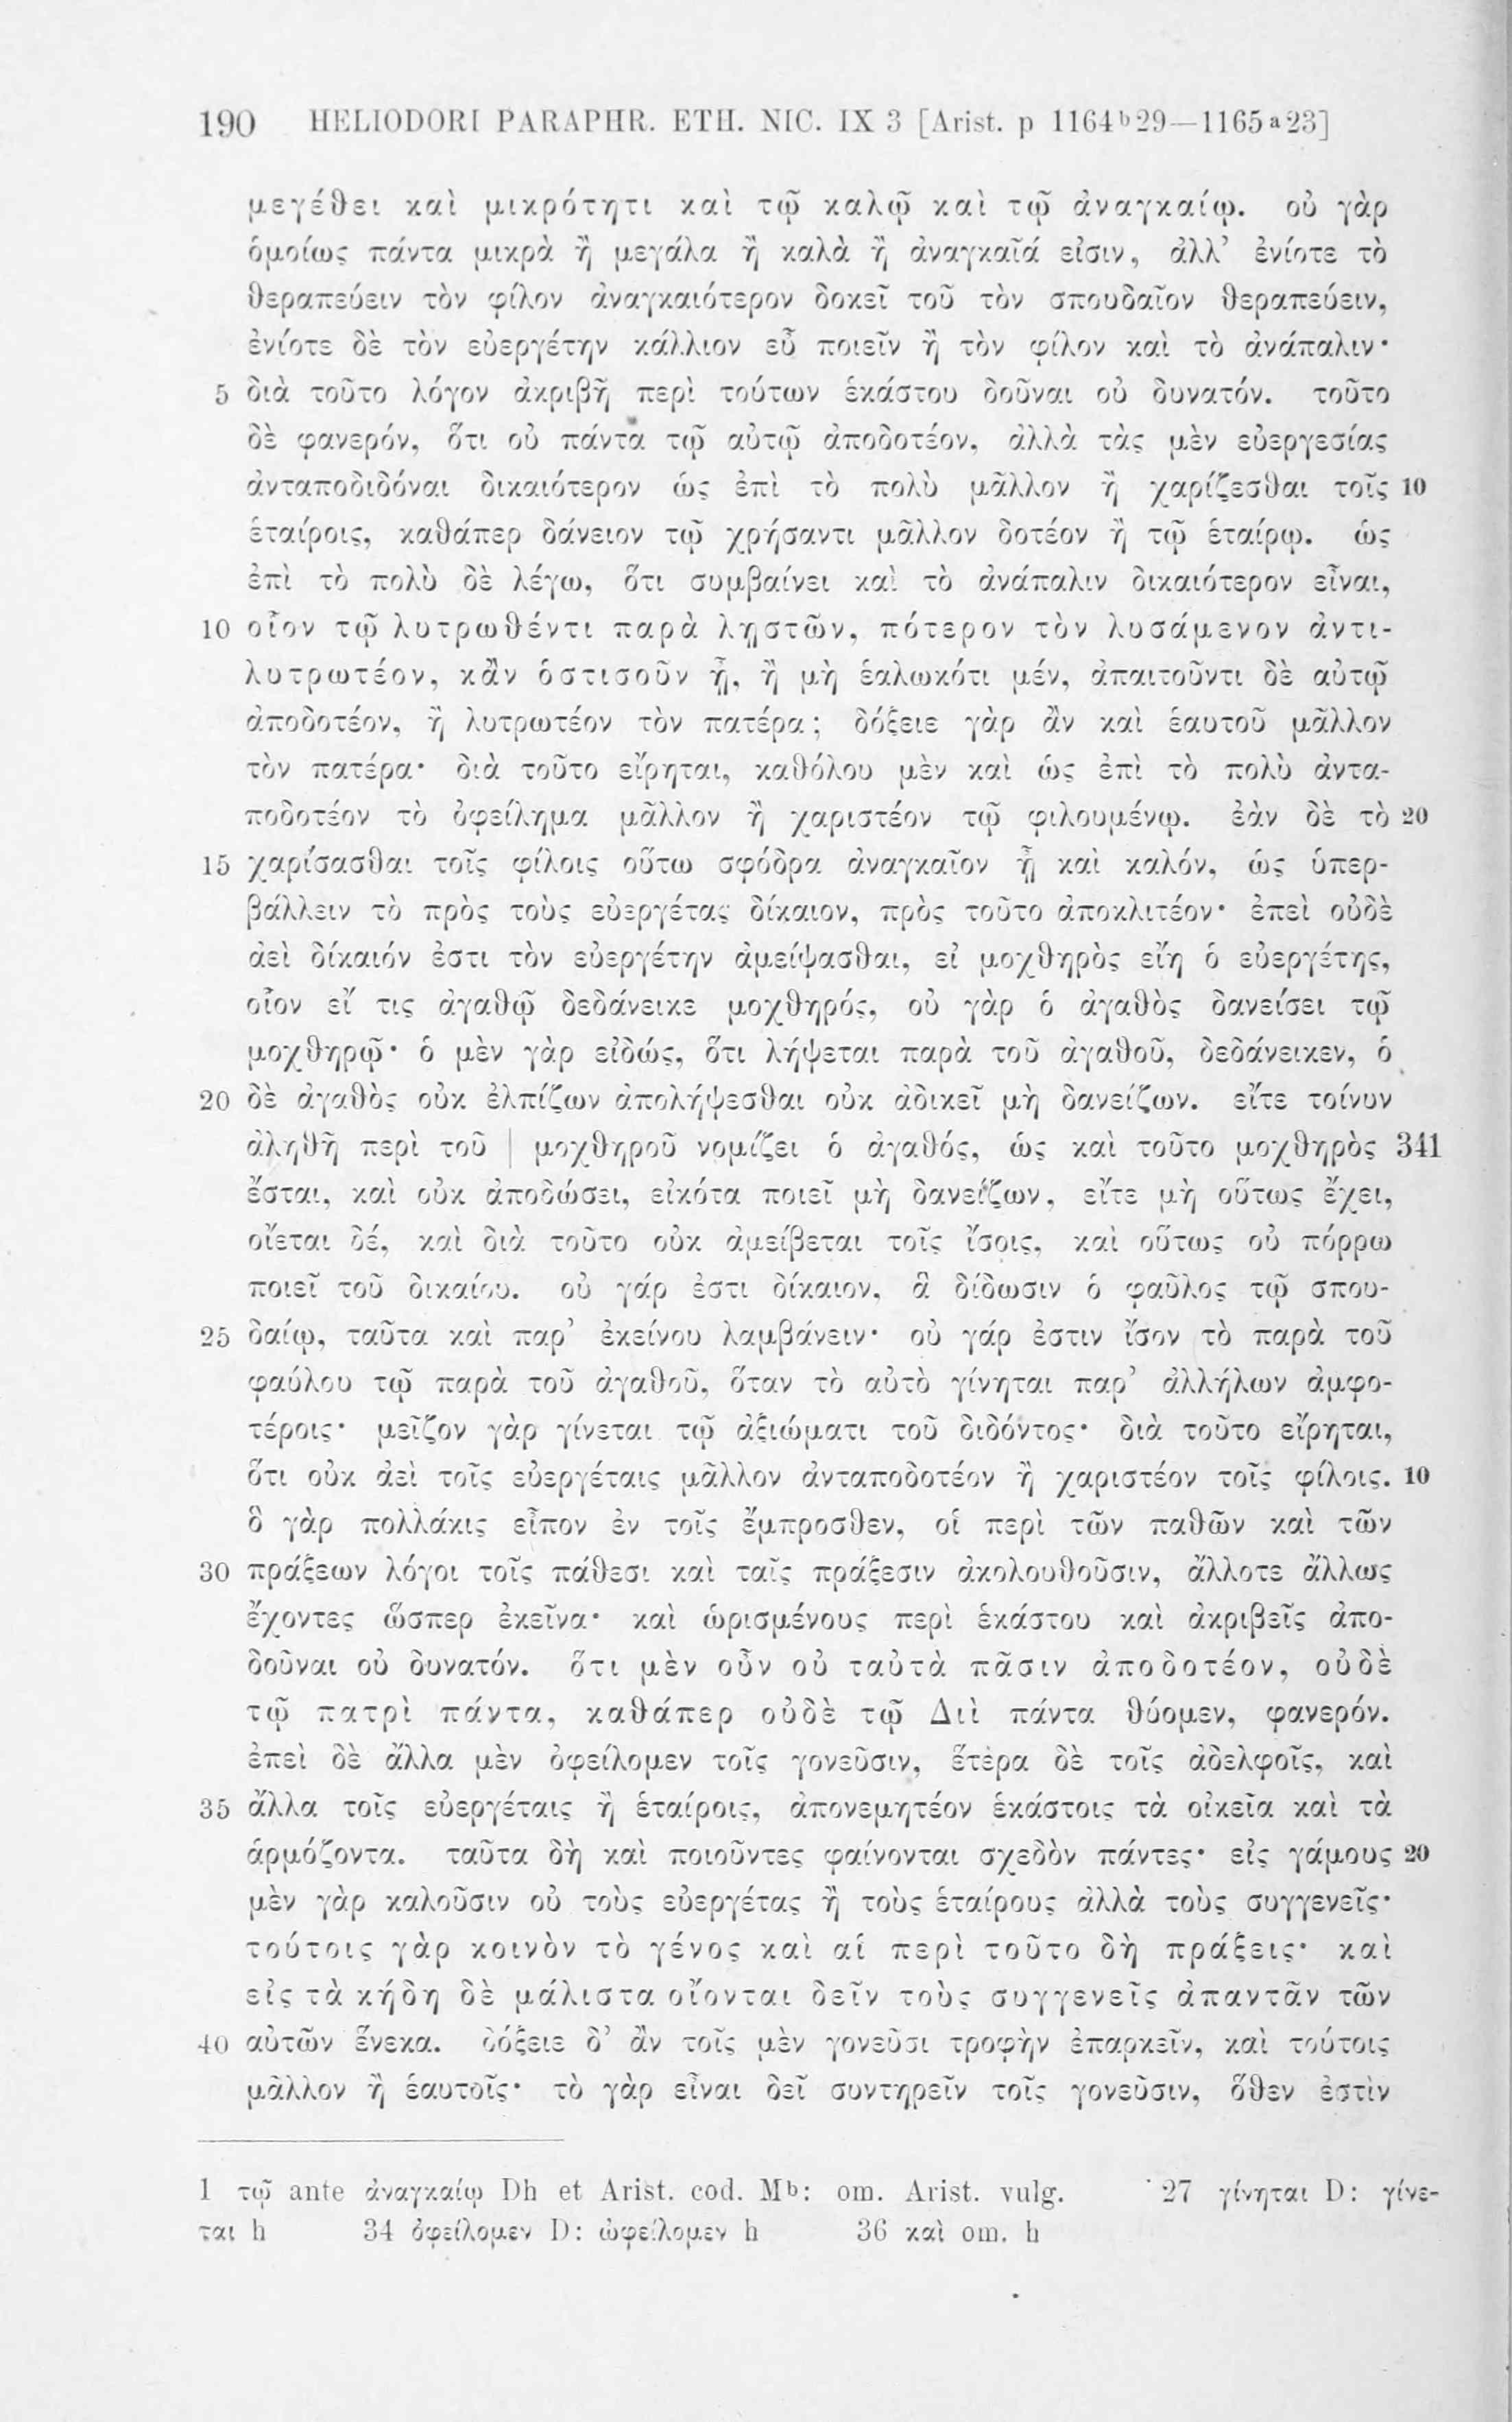 190 HELIODORI PARAPHR. ETH. NIC. IX 3 [Arist. p 1164ᵇ29—1165ᵃ23]
μεγέθει καὶ μικρότητι καὶ τῷ καλῷ καὶ τῷ ἀναγκαίῳ. οὐ γὰρ
ὁμοίως πάντα μικρὰ ἢ μεγάλα ἢ καλὰ ἢ ἀναγκαῖά εἰσιν, ἀλλ’ ἐνίοτε τὸ
θεραπεύειν τὸν φίλον ἀναγκαιότερον δοκεῖ τοῦ τὸν σπουδαῖον θεραπεύειν,
ἐνίοτε δὲ τὸν εὐεργέτην κάλλιον εὖ ποιεῖν ἢ τὸν φίλον καὶ τὸ ἀνάπαλιν·
5 διὰ τοῦτο λόγον ἀκριβῆ περὶ τούτων ἑκάστου δοῦναι οὐ δυνατόν. τοῦτο
δὲ φανερόν, ὅτι οὐ πάντα τῷ αὐτῷ ἀποδοτέον, ἀλλὰ τὰς μὲν εὐεργεσίας
ἀνταποδιδόναι δικαιότερον ὡς ἐπὶ τὸ πολὺ μᾶλλον ἢ χαρίζεσθαι τοῖς 10
ἑταίροις, καθάπερ δάνειον τῷ χρήσαντι μᾶλλον δοτέον ἢ τῷ ἑταίρῳ. ὡς
ἐπὶ τὸ πολὺ δὲ λέγω, ὅτι συμβαίνει καὶ τὸ ἀνάπαλιν δικαιότερον εἶναι,
10 οἷον τῷ λυτρωθέντι παρὰ λῃστῶν, πότερον τὸν λυσάμενον ἀντι-
λυτρωτέον, κἂν ὁστισοῦν ᾖ, ἢ μὴ ἑαλωκότι μέν, ἀπαιτοῦντι δὲ αὐτῷ
ἀποδοτέον, ἢ λυτρωτέον τὸν πατέρα; δόξειε γὰρ ἂν καὶ ἑαυτοῦ μᾶλλον
τὸν πατέρα· διὰ τοῦτο εἴρηται, καθόλου μὲν καὶ ὡς ἐπὶ τὸ πολὺ ἀντα-
ποδοτέον τὸ ὀφείλημα μᾶλλον ἢ χαριστέον τῷ φιλουμένῳ. ἐὰν δὲ τὸ 20
15 χαρίσασθαι τοῖς φίλοις οὕτω σφόδρα ἀναγκαῖον ᾖ καὶ καλόν, ὡς ὑπερ-
βάλλειν τὸ πρὸς τοὺς εὐεργέτας δίκαιον, πρὸς τοῦτο ἀποκλιτέον· ἐπεὶ οὐδὲ
ἀεὶ δίκαιόν ἐστι τὸν εὐεργέτην ἀμείψασθαι, εἰ μοχθηρὸς εἴη ὁ εὐεργέτης,
οἷον εἴ τις ἀγαθῷ δεδάνεικε μοχθηρός, οὐ γὰρ ὁ ἀγαθὸς δανείσει τῷ
μοχθηρῷ· ὁ μὲν γὰρ εἰδώς, ὅτι λήψεται παρὰ τοῦ ἀγαθοῦ, δεδάνεικεν, ὁ
20 δὲ ἀγαθὸς οὐκ ἐλπίζων ἀπολήψεσθαι οὐκ ἀδικεῖ μὴ δανείζων. εἴτε τοίνυν
ἀληθῆ περὶ τοῦ | μοχθηροῦ νομίζει ὁ ἀγαθός, ὡς καὶ τοῦτο μοχθηρὸς 341
ἔσται, καὶ οὐκ ἀποδώσει, εἰκότα ποιεῖ μὴ δανείζων, εἴτε μὴ οὕτως ἔχει,
οἴεται δέ, καὶ διὰ τοῦτο οὐκ ἀμείβεται τοῖς ἴσοις, καὶ οὕτως οὐ πόρρω
ποιεῖ τοῦ δικαίου. οὐ γάρ ἐστι δίκαιον, ἃ δίδωσιν ὁ φαῦλος τῷ σπου-
25 δαίῳ, ταῦτα καὶ παρ’ ἐκείνου λαμβάνειν· οὐ γάρ ἐστιν ἴσον τὸ παρὰ τοῦ
φαύλου τῷ παρὰ τοῦ ἀγαθοῦ, ὅταν τὸ αὐτὸ γίνηται παρ’ ἀλλήλων ἀμφο-
τέροις· μεῖζον γὰρ γίνεται τῷ ἀξιώματι τοῦ διδόντος· διὰ τοῦτο εἴρηται,
ὅτι οὐκ ἀεὶ τοῖς εὐεργέταις μᾶλλον ἀνταποδοτέον ἢ χαριστέον τοῖς φίλοις. 10
ὃ γὰρ πολλάκις εἶπον ἐν τοῖς ἔμπροσθεν, οἱ περὶ τῶν παθῶν καὶ τῶν
30 πράξεων λόγοι τοῖς πάθεσι καὶ ταῖς πράξεσιν ἀκολουθοῦσιν, ἄλλοτε ἄλλως
ἔχοντες ὥσπερ ἐκεῖνα· καὶ ὡρισμένους περὶ ἑκάστου καὶ ἀκριβεῖς ἀπο-
δοῦναι οὐ δυνατόν. ὅτι μὲν οὖν οὐ ταὐτὰ πᾶσιν ἀποδοτέον, οὐδὲ
τῷ πατρὶ πάντα, καθάπερ οὐδὲ τῷ Διὶ πάντα θύομεν, φανερόν.
ἐπεὶ δὲ ἄλλα μὲν ὀφείλομεν τοῖς γονεῦσιν, ἕτερα δὲ τοῖς ἀδελφοῖς, καὶ
35 ἄλλα τοῖς εὐεργέταις ἢ ἑταίροις, ἀπονεμητέον ἑκάστοις τὰ οἰκεῖα καὶ τὰ
ἁρμόζοντα. ταῦτα δὴ καὶ ποιοῦντες φαίνονται σχεδὸν πάντες· εἰς γάμους 20
μὲν γὰρ καλοῦσιν οὐ τοὺς εὐεργέτας ἢ τοὺς ἑταίρους ἀλλὰ τοὺς συγγενεῖς·
τούτοις γὰρ κοινὸν τὸ γένος καὶ αἱ περὶ τοῦτο δὴ πράξεις· καὶ
εἰς τὰ κήδη δὲ μάλιστα οἴονται δεῖν τοὺς συγγενεῖς ἀπαντᾶν τῶν
40 αὐτῶν ἕνεκα. δόξειε δ’ ἂν τοῖς μὲν γονεῦσι τροφὴν ἐπαρκεῖν, καὶ τούτοις
μᾶλλον ἢ ἑαυτοῖς· τὸ γὰρ εἶναι δεῖ συντηρεῖν τοῖς γονεῦσιν, ὅθεν ἐστὶν
1 τῷ ante ἀναγκαίῳ Dh et Arist. cod. Mᵇ: om. Arist. vulg. 27 γίνηται D: γίνε-
ται h 34 ὀφείλομεν D: ὠφείλομεν h 36 καὶ om. h